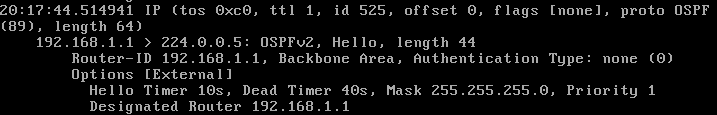 20:17:44.514941 IP (tos 0xc0, ttl 1, id 525, offset 0, flags [none], proto OSPF
(89), length 64)
192.168.1.1 > 224.0.0.5: OSPFv2, Hello, length 44
Router-ID 192.168.1.1, Backbone Area, Authentication Type: none (0)
Options [External]
Hello Timer 10s, Dead Timer 40s, Mask 255.255.255.0, Priority 1
Designated Router 192.168.1.1